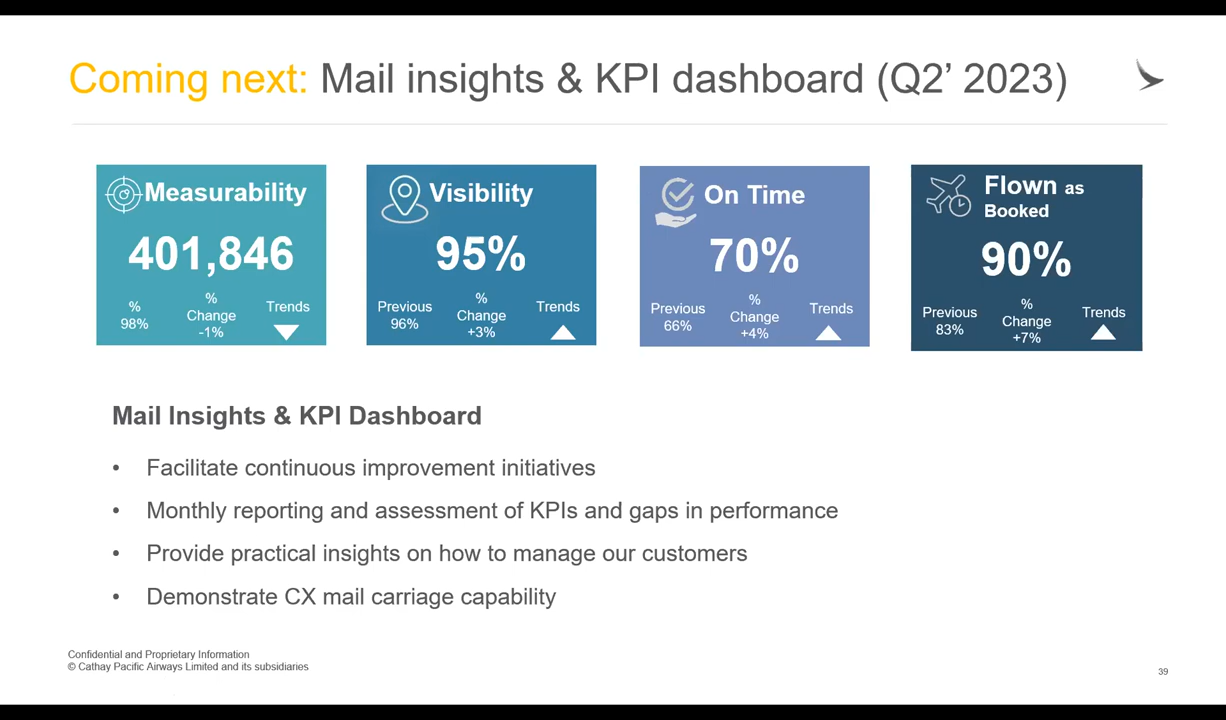 Coming next: Mail insights & KPI dashboard (Q2’ 2023)
Measurability
401,846
%
98%
%
Change
-1%
Trends
Visibility
95%
Previous
96%
%
Change
+3%
Trends
On Time
70%
Previous
66%
%
Change
+4%
Trends
Flown as
Booked
90%
Previous
83%
%
Change
+7%
Trends
Mail Insights & KPI Dashboard
• Facilitate continuous improvement initiatives
• Monthly reporting and assessment of KPIs and gaps in performance
• Provide practical insights on how to manage our customers
• Demonstrate CX mail carriage capability
Confidential and Proprietary Information
© Cathay Pacific Airways Limited and its subsidiaries
39